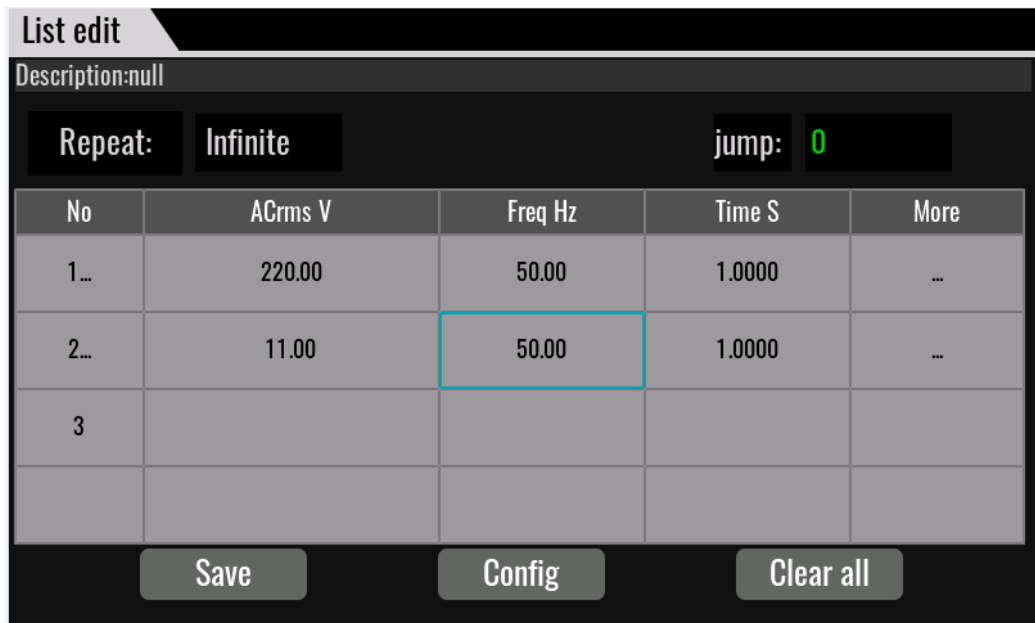 List edit
Description:null
Repeat: Infinite jump: 0
No ACrms V Freq Hz Time S More
1... 220.00 50.00 1.0000 ...
2... 11.00 50.00 1.0000 ...
3
Save Config Clear all